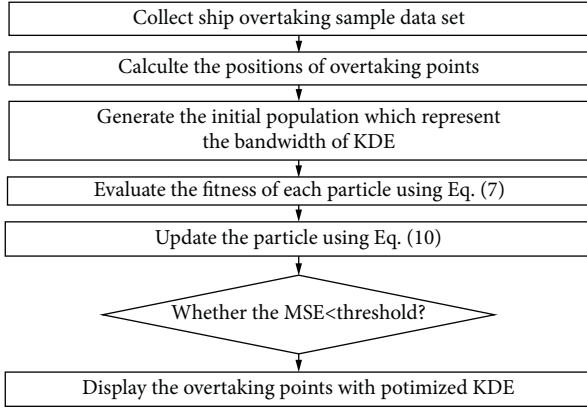 Collect ship overtaking sample data set
Calculte the positions of overtaking points
Generate the initial population which represent
the bandwidth of KDE
Evaluate the fitness of each particle using Eq. (7)
Update the particle using Eq. (10)
Whether the MSE<threshold?
Display the overtaking points with potimized KDE